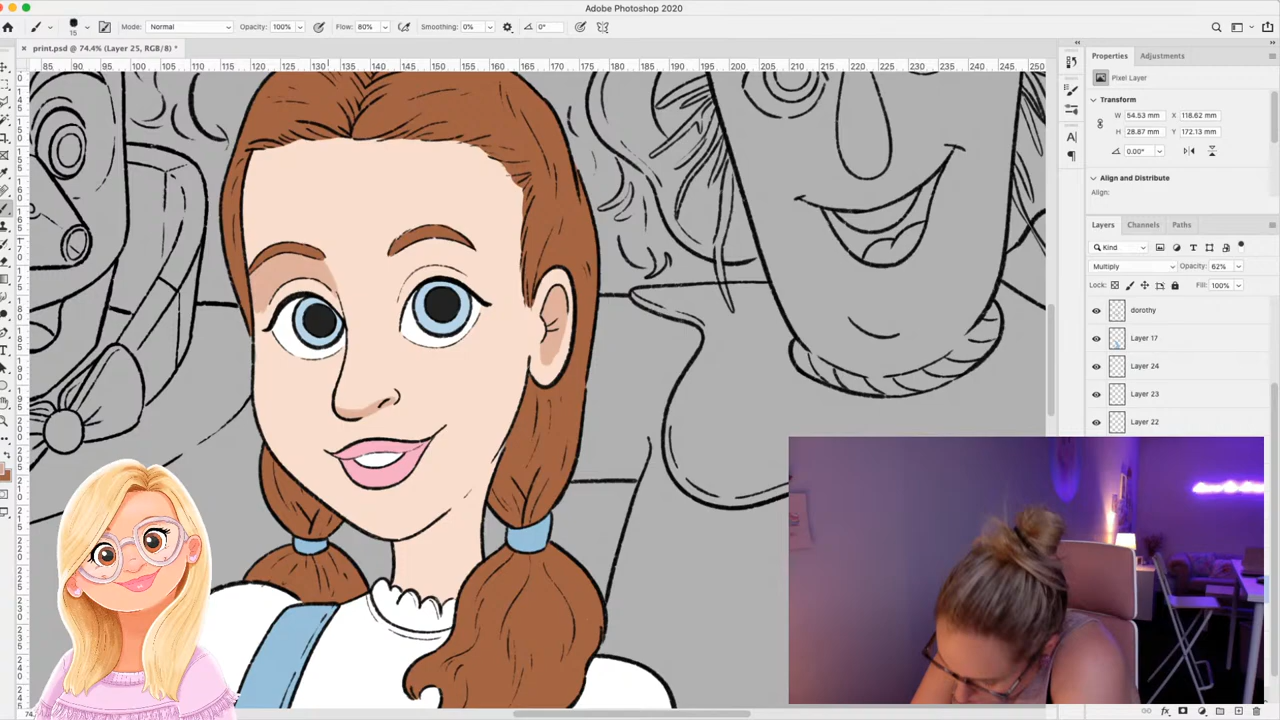 Adobe Photoshop 2020
15 Mode: Normal Opacity: 100% Flow: 80% Smoothing: 0% 0°
× print.psd @ 74.4% (Layer 25, RGB/8) *
85 90 95 100 105 110 115 120 125 130 135 140 145 150 155 160 165 170 175 180 185 190 195 200 205 210 215 220 225 230 235 240 245 250
Properties Adjustments
Pixel Layer
Transform
W 54.53 mm X 118.62 mm
H 28.87 mm Y 172.13 mm
0.00°
Align and Distribute
Align:
Layers Channels Paths
Kind
Multiply Opacity: 62%
Lock: Fill: 100%
dorothy
Layer 17
Layer 24
Layer 23
Layer 22
74.